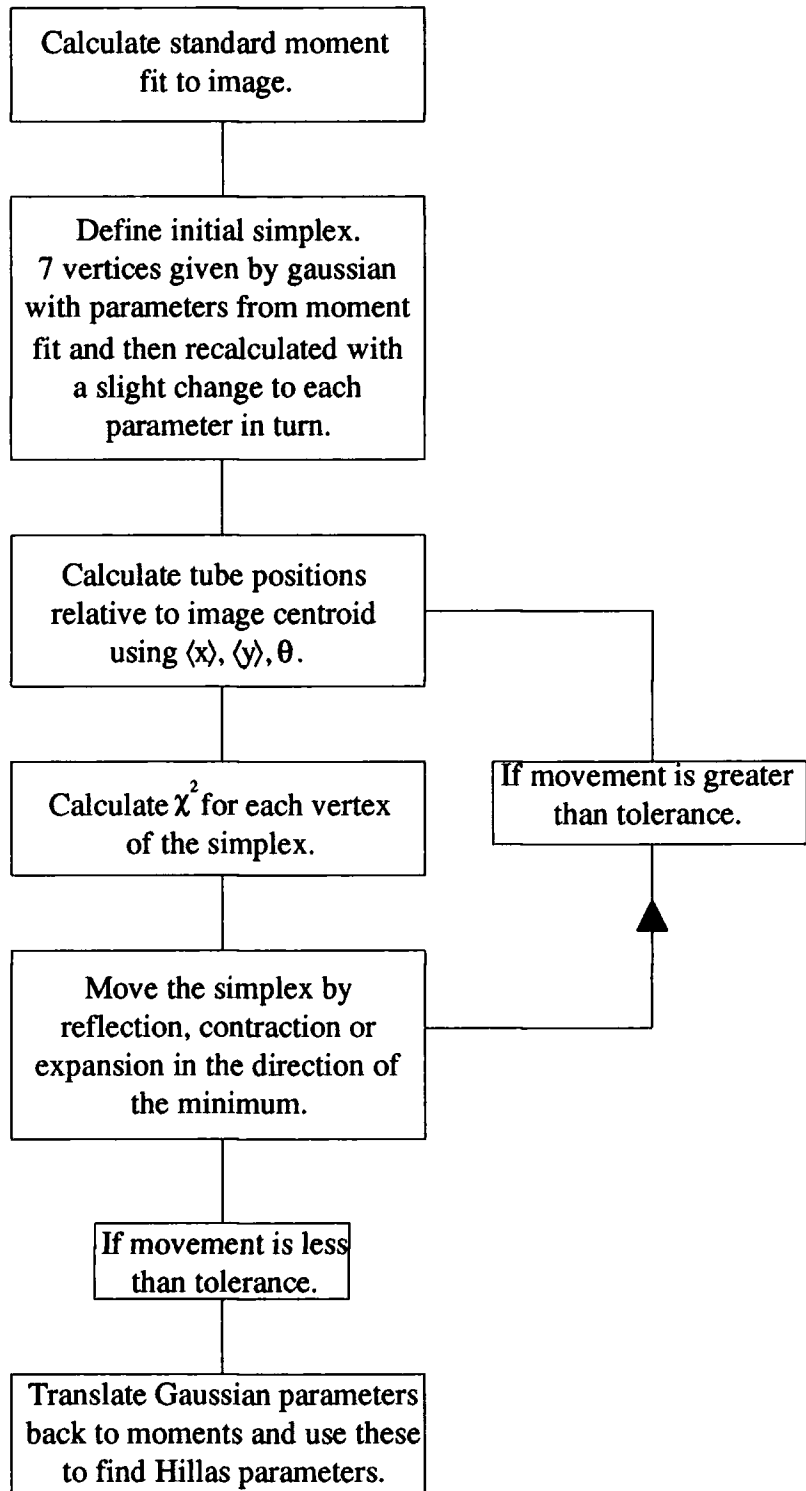 Calculate standard moment
fit to image.
Define initial simplex.
7 vertices given by gaussian
with parameters from moment
fit and then recalculated with
a slight change to each
parameter in turn.
Calculate tube positions
relative to image centroid
using ⟨x⟩, ⟨y⟩, θ.
Calculate χ² for each vertex
of the simplex.
If movement is greater
than tolerance.
Move the simplex by
reflection, contraction or
expansion in the direction of
the minimum.
If movement is less
than tolerance.
Translate Gaussian parameters
back to moments and use these
to find Hillas parameters.